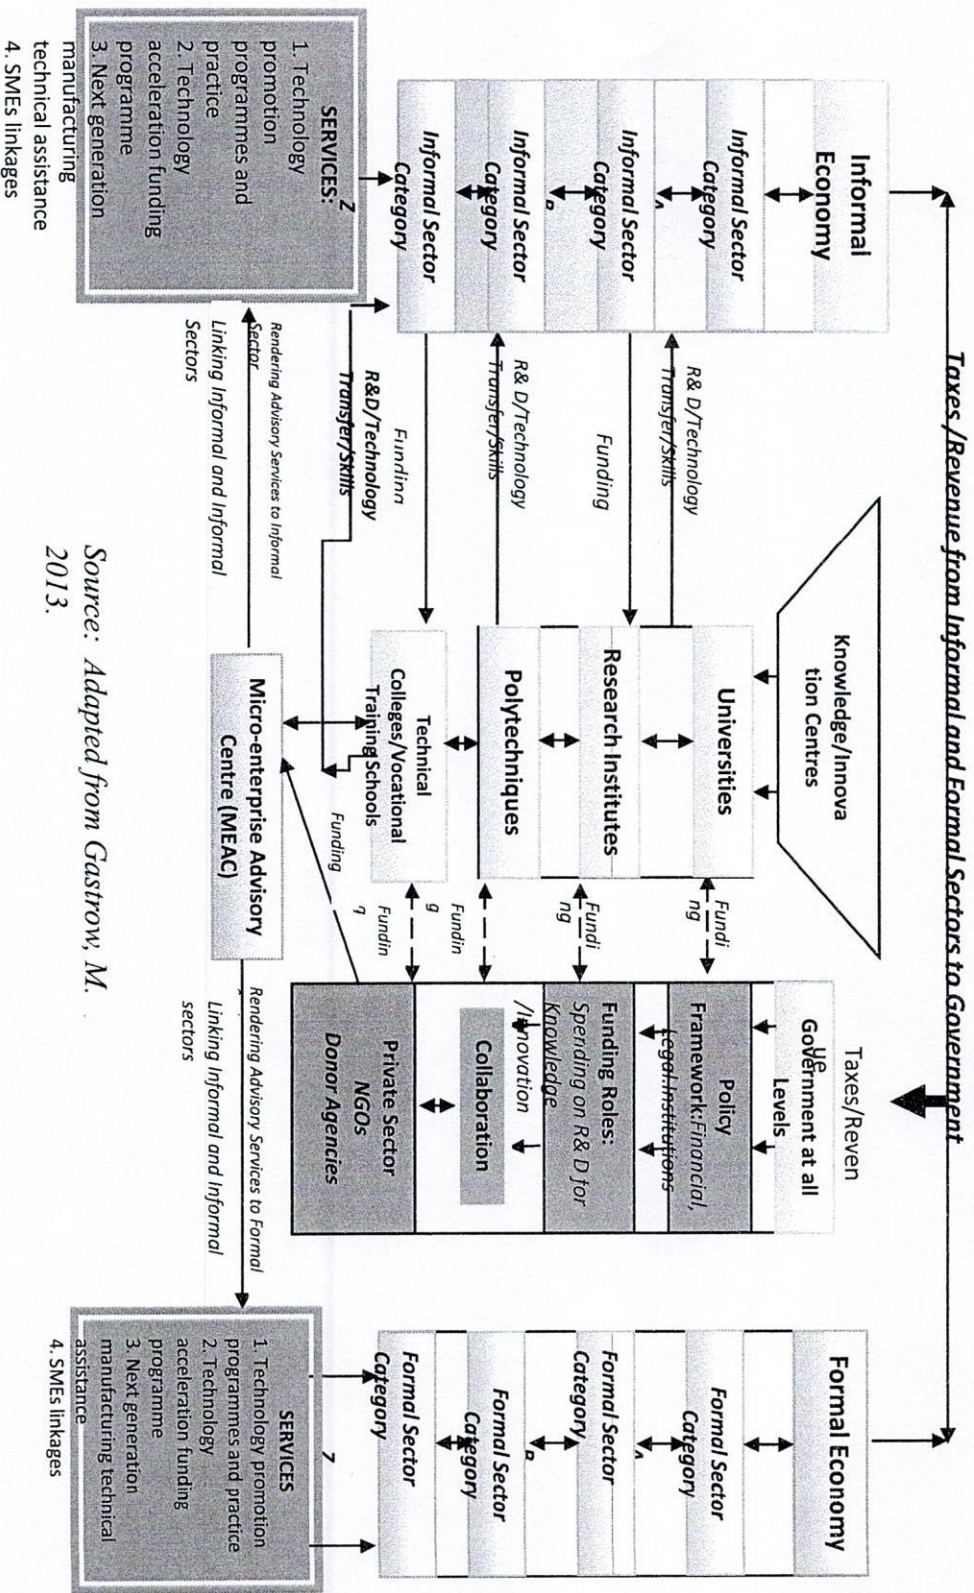 Taxes /Revenue from Informal and Formal Sectors to Government
Informal
Economy
Informal Sector
Category
A
Informal Sector
Category
B
Informal Sector
Category
Informal Sector
Category
Z
SERVICES:
1. Technology
promotion
programmes and
practice
2. Technology
acceleration funding
programme
3. Next generation
manufacturing
technical assistance
4. SMEs linkages
R& D/Technology
Transfer/Skills
Funding
R& D/Technology
Transfer/Skills
Funding
R&D/Technology
Transfer/Skills
Rendering Advisory Services to Informal
Sector
Linking Informal and Informal
Sectors
Knowledge/Innova
tion Centres
Universities
Research Institutes
Polytechniques
Technical
Colleges/Vocational
Training Schools
Funding
Micro-enterprise Advisory
Centre (MEAC)
Fundi
ng
Fundi
ng
Fundin
g
Fundin
g
Taxes/Reven
ue
Government at all
Levels
Policy
Framework:Financial,
Legal.Institutions
Funding Roles:
Spending on R& D for
Knowledge
/Innovation
Collaboration
Private Sector
NGOs
Donor Agencies
Rendering Advisory Services to Formal
Linking Informal and Informal
sectors
Formal Economy
Formal Sector
Category
A
Formal Sector
Category
B
Formal Sector
Category
Formal Sector
Category
SERVICES
1. Technology promotion
programmes and practice
2. Technology
acceleration funding
programme
3. Next generation
manufacturing technical
assistance
4. SMEs linkages
Source: Adapted from Gastrow, M.
2013.